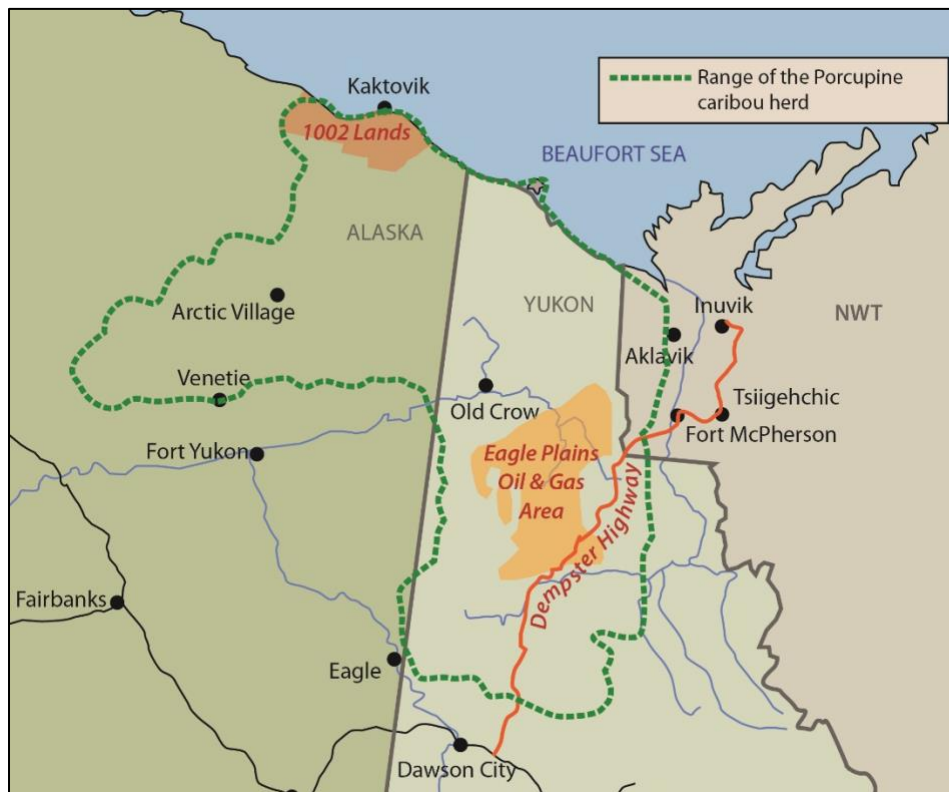 Kaktovik
1002 Lands
Range of the Porcupine
caribou herd
BEAUFORT SEA
ALASKA
YUKON
NWT
Arctic Village
Inuvik
Aklavik
Venetie
Old Crow
Tsiigehchic
Fort McPherson
Fort Yukon
Eagle Plains
Oil & Gas
Area
Dempster Highway
Fairbanks
Eagle
Dawson City